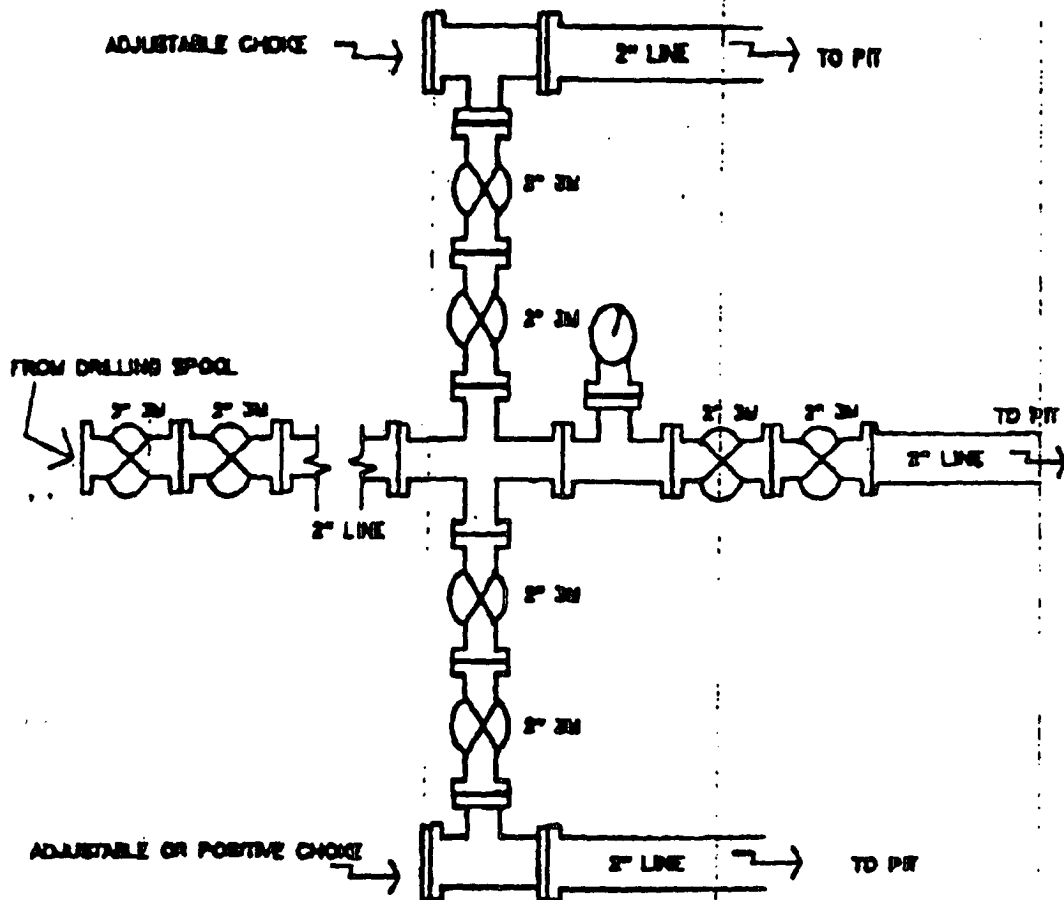 ADJUSTABLE CHOKE
2" LINE
TO PIT
2" 3M
2" 3M
FROM DRILLING SPOOL
2" 3M
2" 3M
2" 3M
2" 3M
TO PIT
2" LINE
2" LINE
2" 3M
2" 3M
ADJUSTABLE OR POSITIVE CHOKE
2" LINE
TO PIT